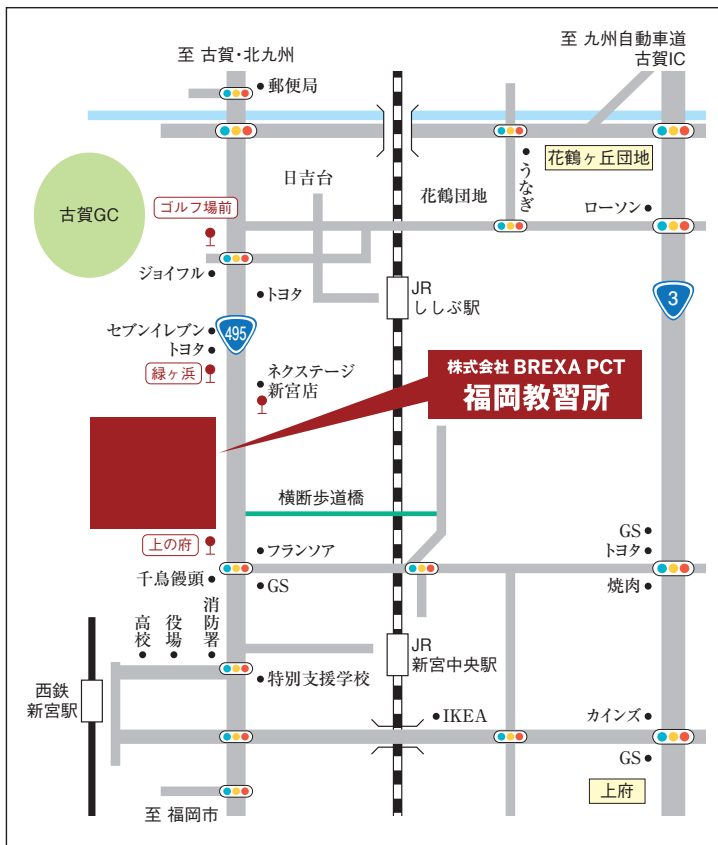 至 古賀・北九州
至 九州自動車道
古賀IC
郵便局
花鶴ヶ丘団地
うなぎ
日吉台
花鶴団地
ローソン
古賀GC
ゴルフ場前
ジョイフル
トヨタ
JR
ししぶ駅
3
セブンイレブン
トヨタ
495
緑ヶ浜
ネクステージ
新宮店
株式会社 BREXA PCT
福岡教習所
横断歩道橋
上の府
フランソア
GS
トヨタ
千鳥饅頭
GS
焼肉
高校
役場
消防署
JR
新宮中央駅
特別支援学校
西鉄
新宮駅
IKEA
カインズ
GS
上府
至 福岡市